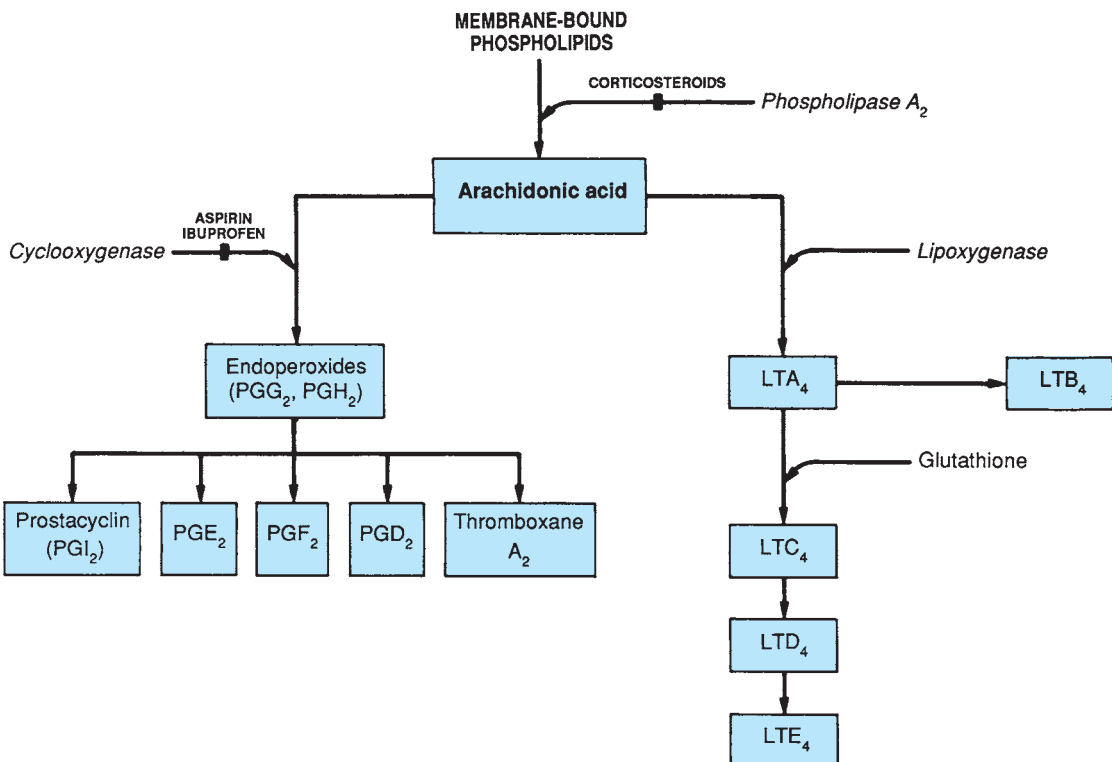 MEMBRANE-BOUND
PHOSPHOLIPIDS
CORTICOSTEROIDS
Phospholipase A₂
Arachidonic acid
ASPIRIN
IBUPROFEN
Cyclooxygenase
Lipoxygenase
Endoperoxides
(PGG₂, PGH₂)
LTA₄
LTB₄
Glutathione
Prostacyclin
(PGI₂)
PGE₂
PGF₂
PGD₂
Thromboxane
A₂
LTC₄
LTD₄
LTE₄